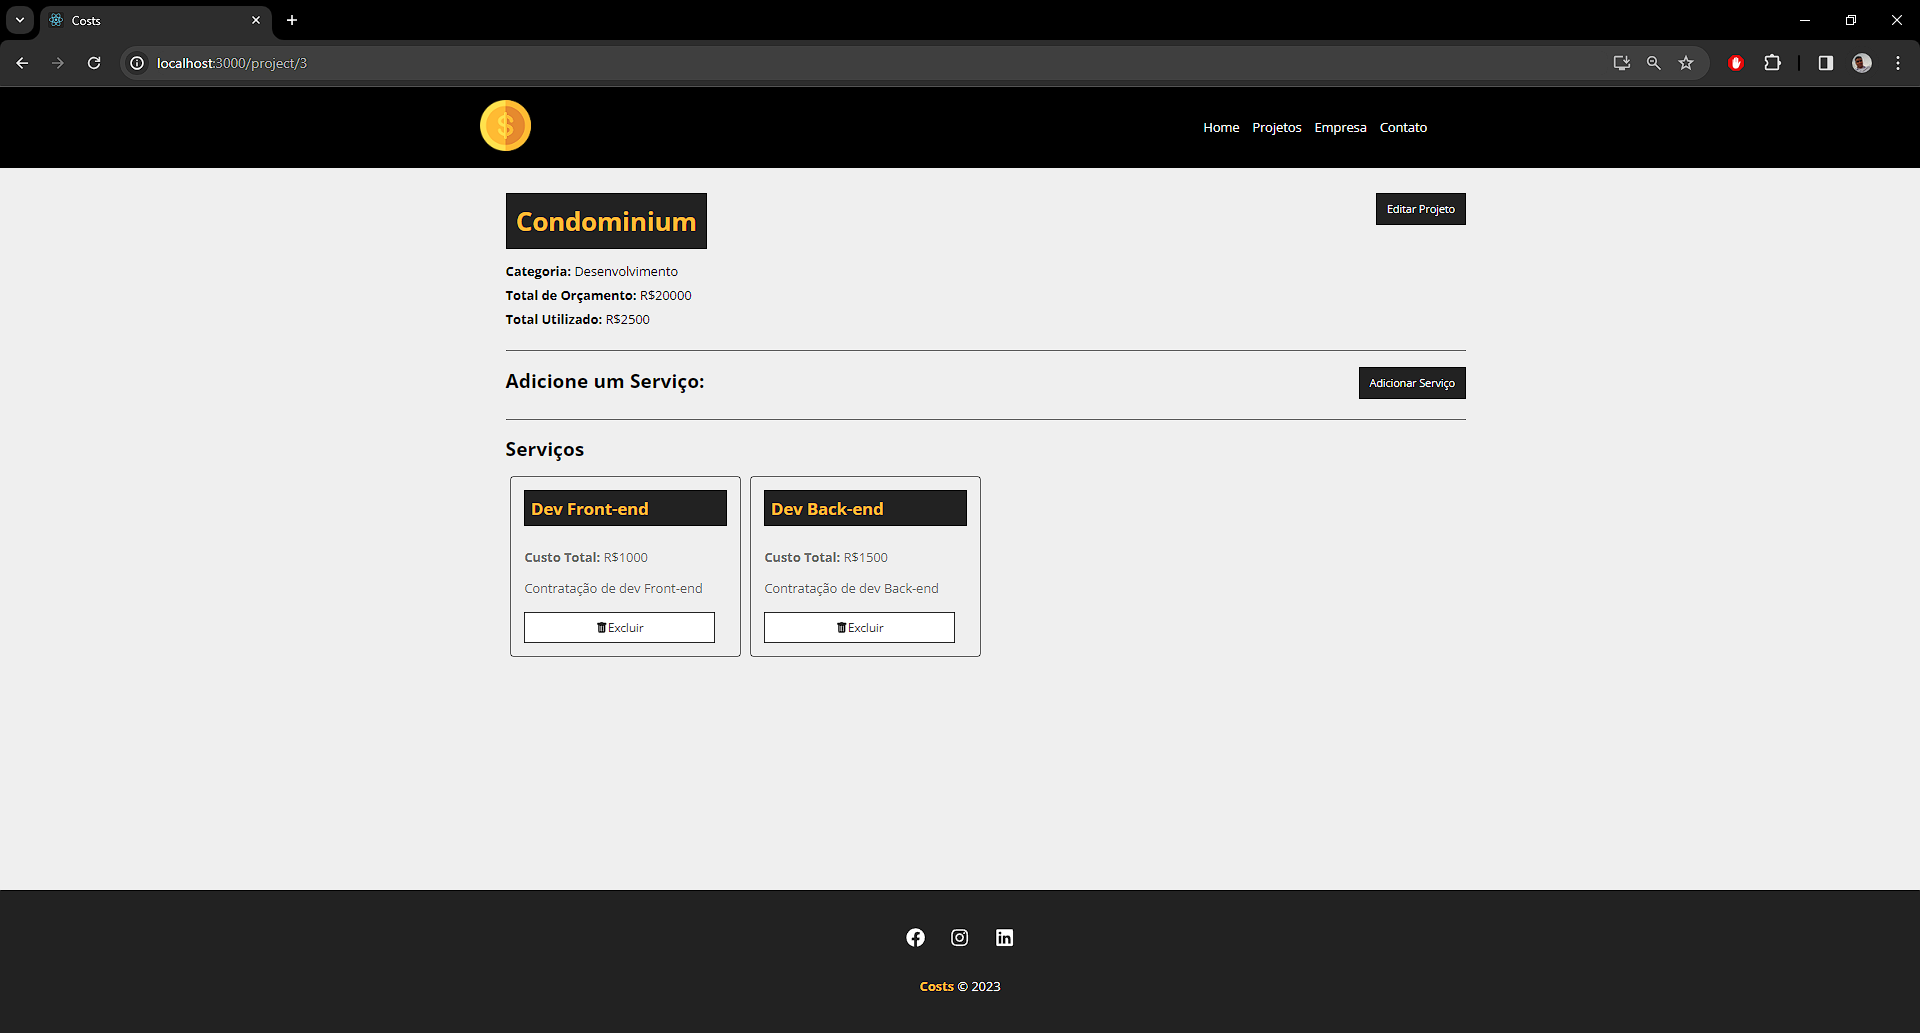 Costs
localhost:3000/project/3
$
Home Projetos Empresa Contato
Condominium
Editar Projeto
Categoria: Desenvolvimento
Total de Orçamento: R$20000
Total Utilizado: R$2500
Adicione um Serviço:
Adicionar Serviço
Serviços
Dev Front-end
Custo Total: R$1000
Contratação de dev Front-end
Excluir
Dev Back-end
Custo Total: R$1500
Contratação de dev Back-end
Excluir
Costs © 2023